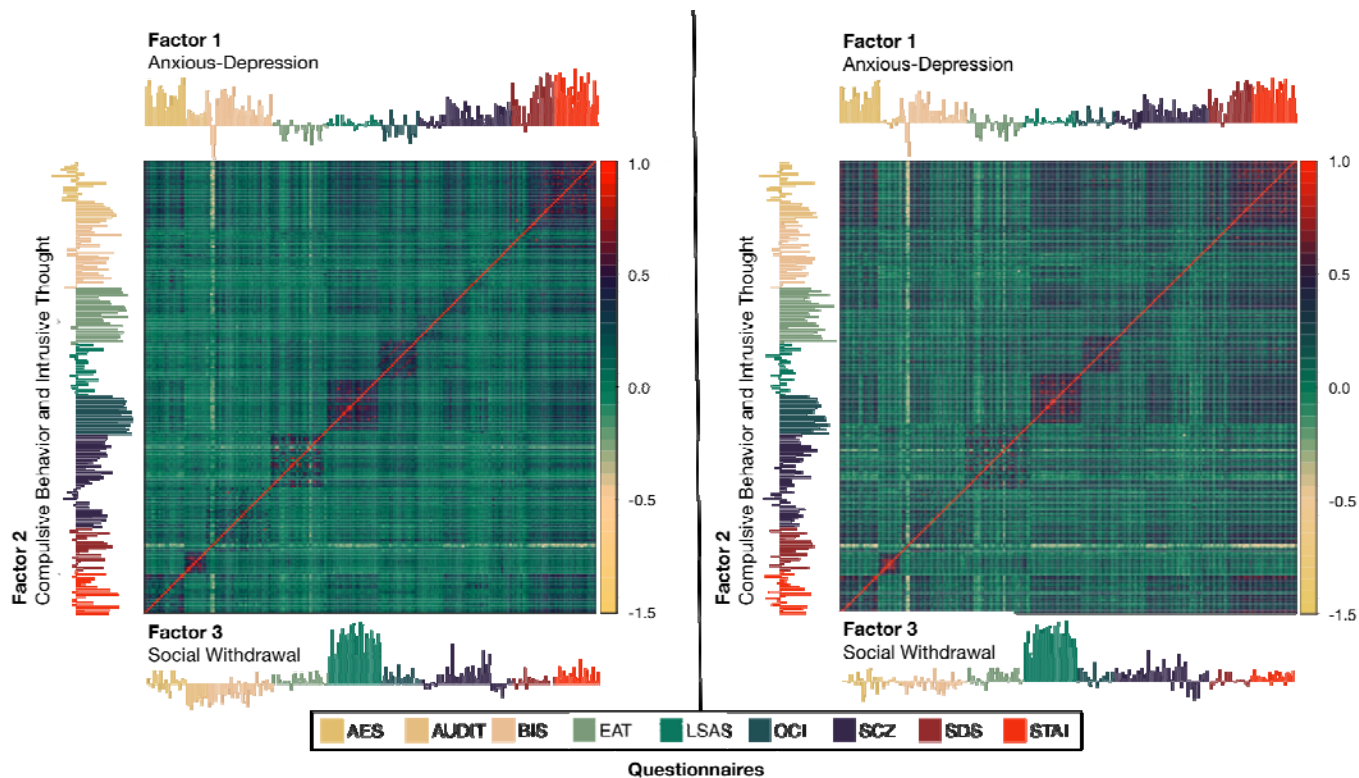 Factor 1
Anxious-Depression
Factor 2
Compulsive Behavior and Intrusive Thought
1.0
0.5
0.0
-0.5
-1.5
Factor 3
Social Withdrawal
Factor 1
Anxious-Depression
Factor 2
Compulsive Behavior and Intrusive Thought
1.0
0.5
0.0
-0.5
-1.5
Factor 3
Social Withdrawal
AES AUDIT BIS EAT LSAS OCI SCZ SDS STAI
Questionnaires